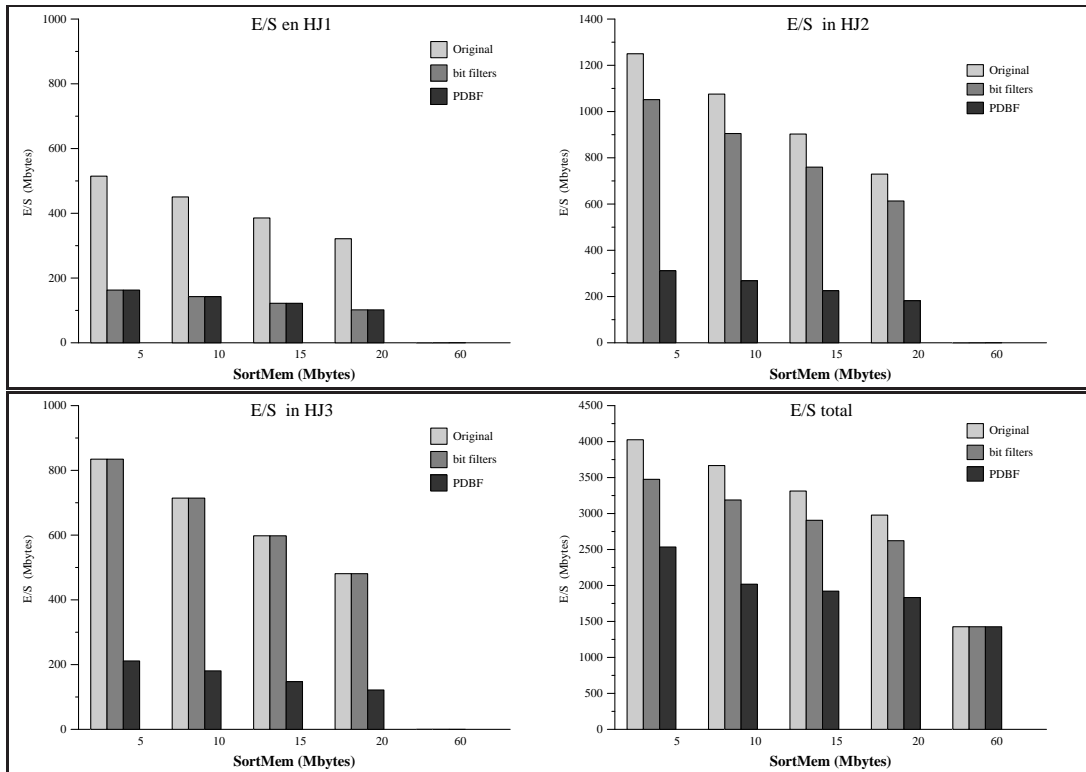 E/S en HJ1
1000
800
600
400
200
0
E/S (Mbytes)
Original
bit filters
PDBF
5 10 15 20 60
SortMem (Mbytes)
E/S in HJ2
1400
1200
1000
800
600
400
200
0
E/S (Mbytes)
Original
bit filters
PDBF
5 10 15 20 60
SortMem (Mbytes)
E/S in HJ3
1000
800
600
400
200
0
E/S (Mbytes)
Original
bit filters
PDBF
5 10 15 20 60
SortMem (Mbytes)
E/S total
4500
4000
3500
3000
2500
2000
1500
1000
500
0
E/S (Mbytes)
Original
bit filters
PDBF
5 10 15 20 60
SortMem (Mbytes)